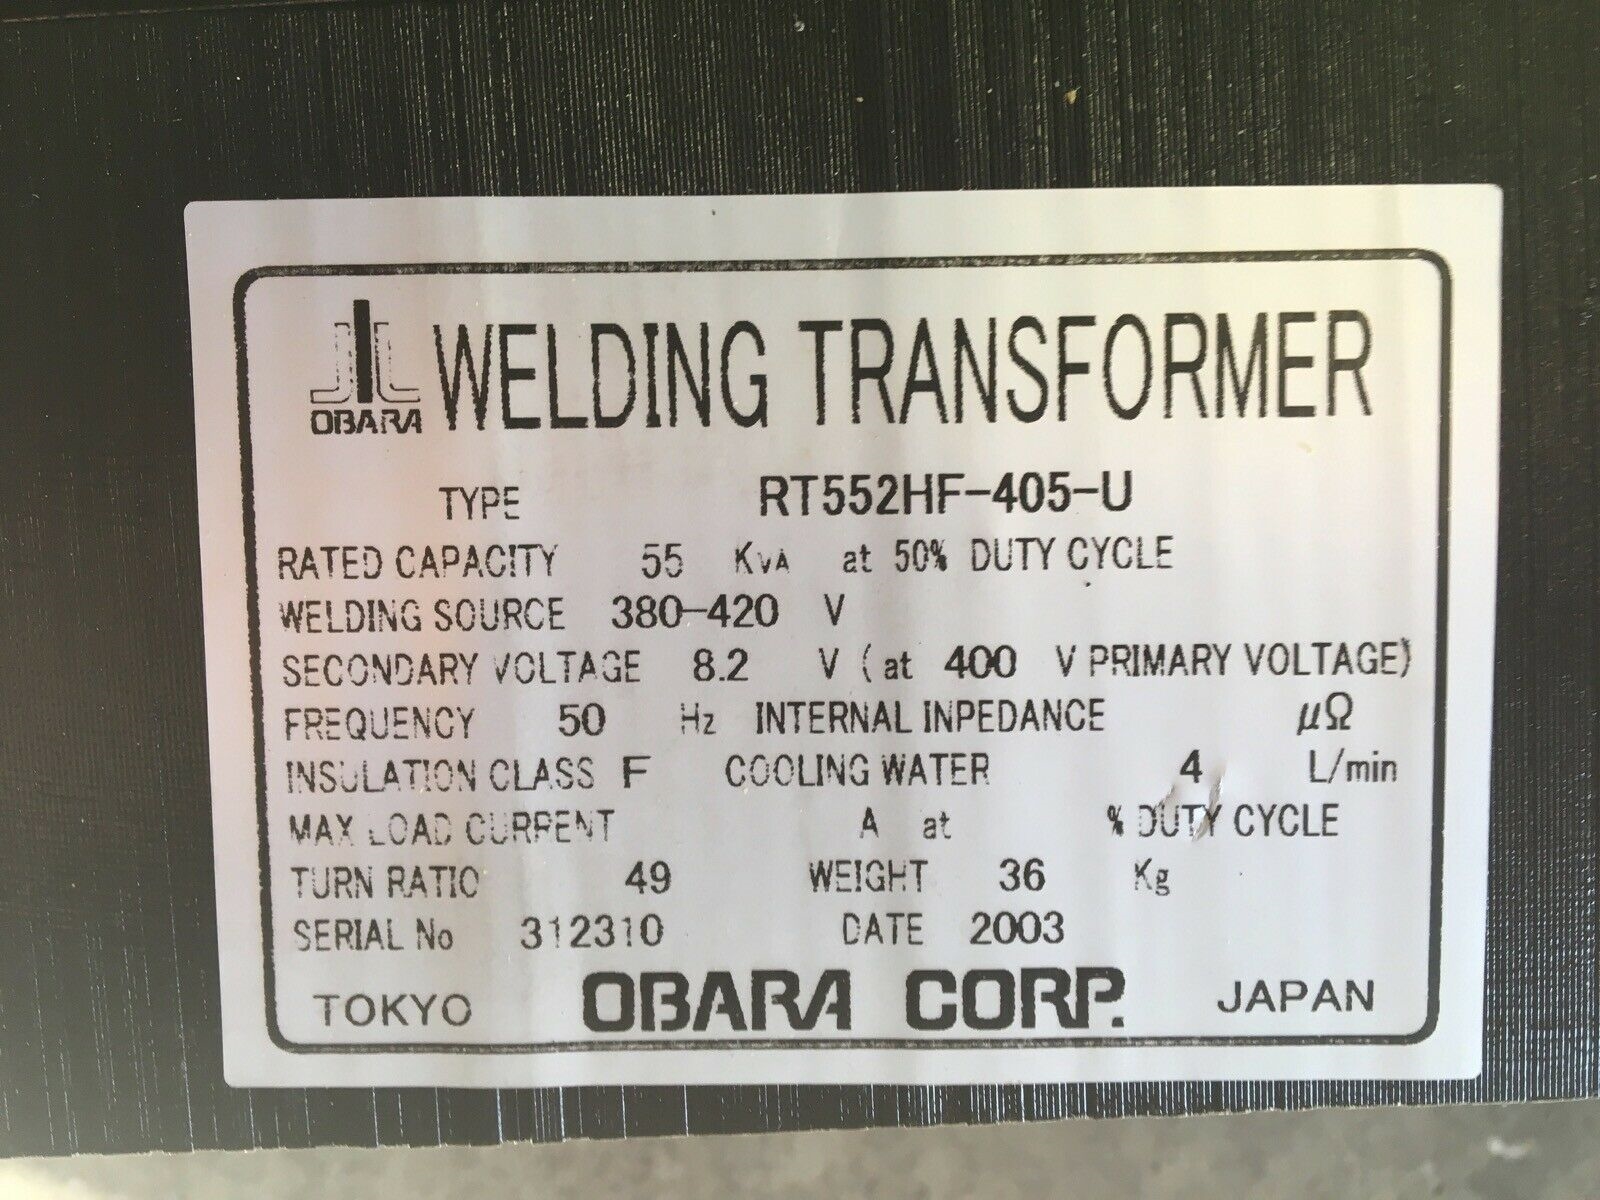 OBARA WELDING TRANSFORMER
TYPE RT552HF-405-U
RATED CAPACITY 55 KVA at 50% DUTY CYCLE
WELDING SOURCE 380-420 V
SECONDARY VOLTAGE 8.2 V (at 400 V PRIMARY VOLTAGE)
FREQUENCY 50 Hz INTERNAL INPEDANCE μΩ
INSULATION CLASS F COOLING WATER 4 L/min
MAX LOAD CURRENT A at % DUTY CYCLE
TURN RATIO 49 WEIGHT 36 Kg
SERIAL No 312310 DATE 2003
TOKYO OBARA CORP. JAPAN